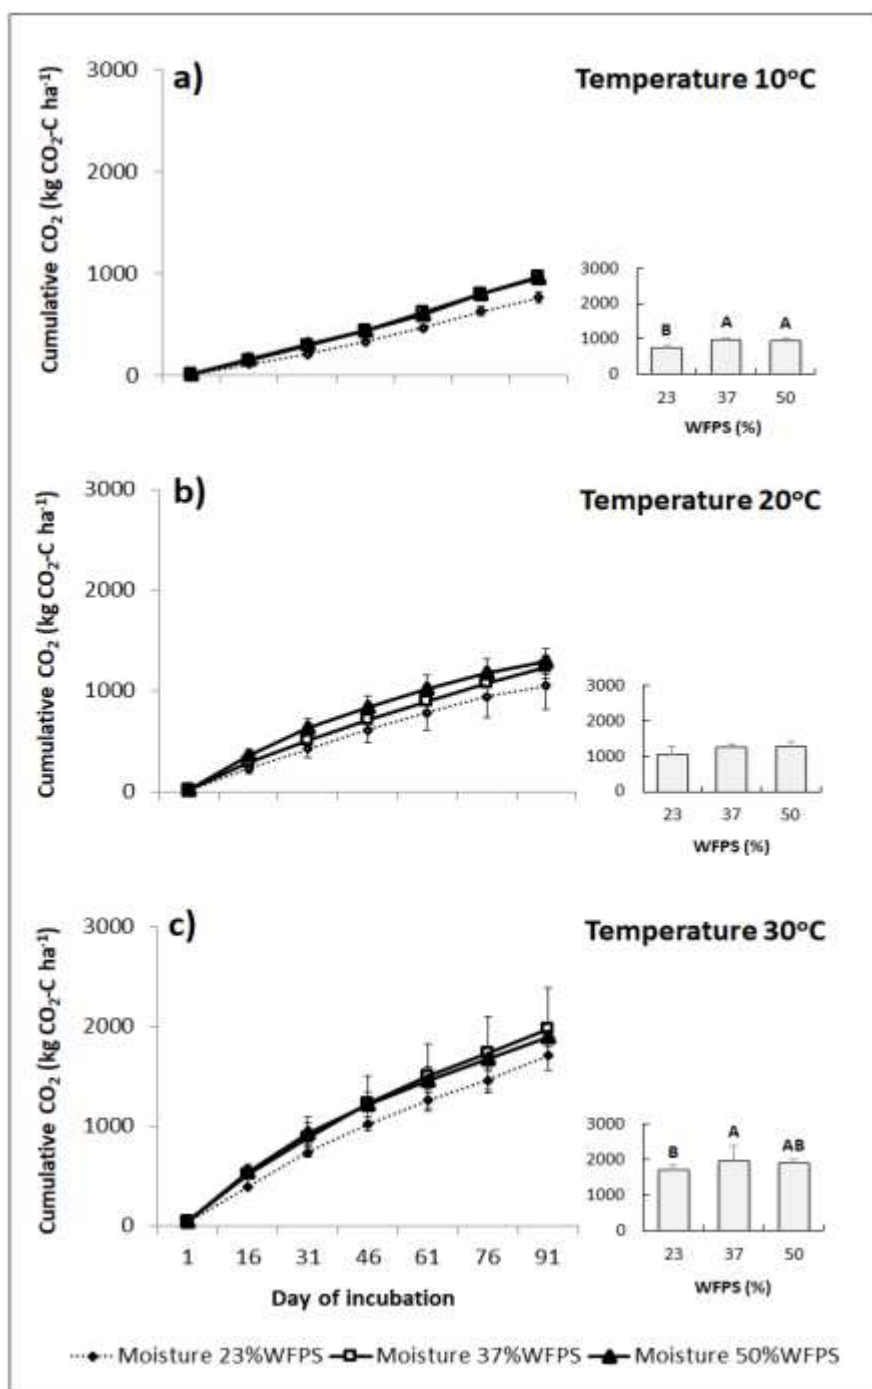 a)
Temperature 10°C
Cumulative CO₂ (kg CO₂-C ha⁻¹)
3000
2000
1000
0
3000
2000
1000
0
B
A
A
23
37
50
WFPS (%)
b)
Temperature 20°C
Cumulative CO₂ (kg CO₂-C ha⁻¹)
3000
2000
1000
0
3000
2000
1000
0
23
37
50
WFPS (%)
c)
Temperature 30°C
Cumulative CO₂ (kg CO₂-C ha⁻¹)
3000
2000
1000
0
1 16 31 46 61 76 91
Day of incubation
3000
2000
1000
0
B
A
AB
23
37
50
WFPS (%)
Moisture 23%WFPS Moisture 37%WFPS Moisture 50%WFPS